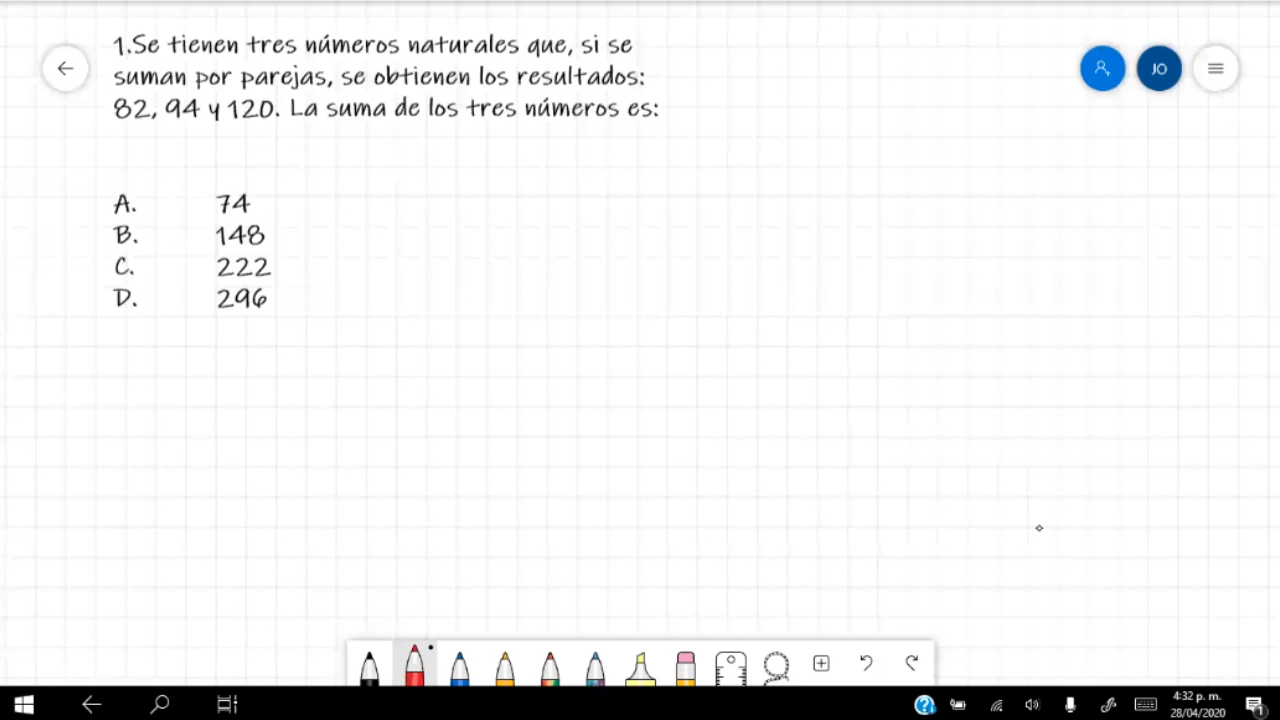 1.Se tienen tres números naturales que, si se
suman por parejas, se obtienen los resultados:
82, 94 y 120. La suma de los tres números es:
JO
A. 74
B. 148
C. 222
D. 296
4:32 p. m.
28/04/2020
1